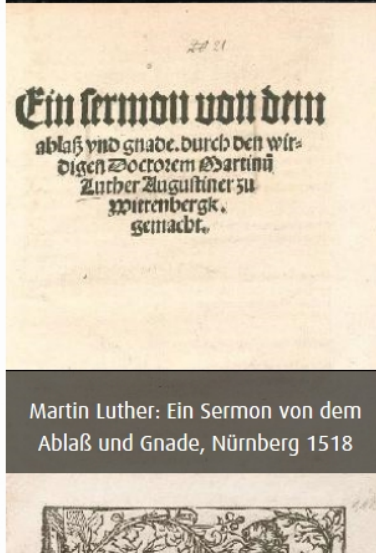 Ein sermon von dem
ablaß vnd gnade. durch den wir-
digen Doctorem Martinū
Luther Augustiner zu
Wittenbergk.
gemacht.
Martin Luther: Ein Sermon von dem
Ablaß und Gnade, Nürnberg 1518